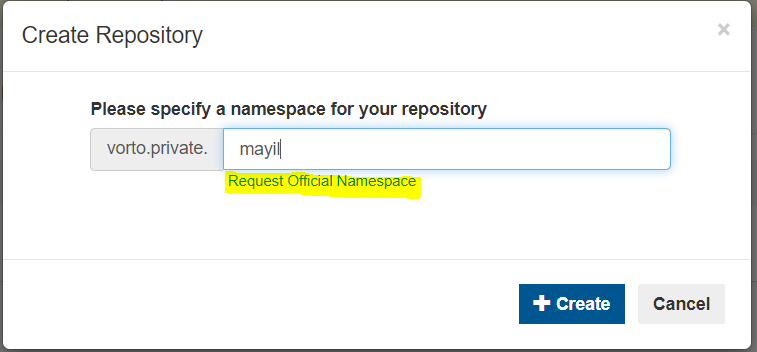 Create Repository ×
Please specify a namespace for your repository
vorto.private. mayil
Request Official Namespace
+ Create Cancel